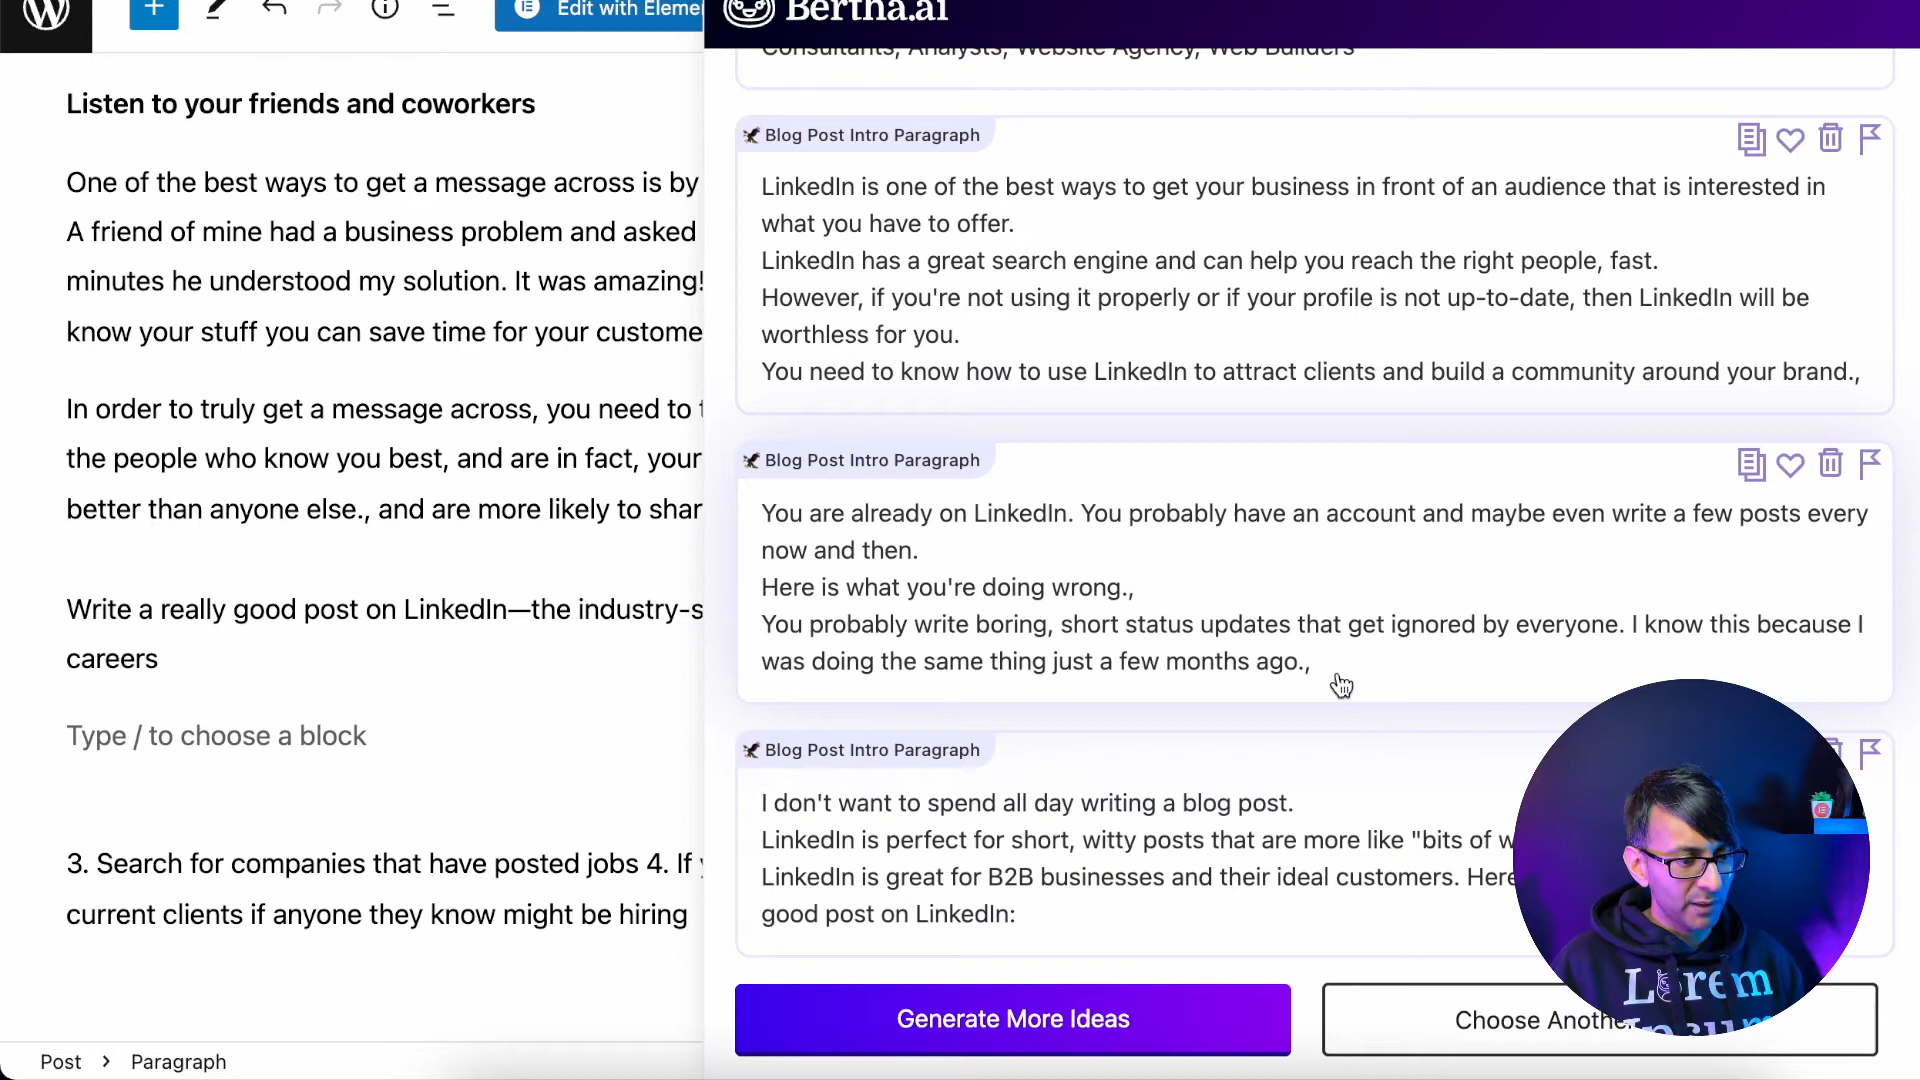 Edit with Eleme
Bertha.ai
Consultants, Analysts, Website Agency, Web Builders
Listen to your friends and coworkers
One of the best ways to get a message across is by
A friend of mine had a business problem and asked
minutes he understood my solution. It was amazing!
know your stuff you can save time for your custome
In order to truly get a message across, you need to t
the people who know you best, and are in fact, your
better than anyone else., and are more likely to shar
Write a really good post on LinkedIn—the industry-s
careers
Type / to choose a block
3. Search for companies that have posted jobs 4. If y
current clients if anyone they know might be hiring
Post > Paragraph
Blog Post Intro Paragraph
LinkedIn is one of the best ways to get your business in front of an audience that is interested in
what you have to offer.
LinkedIn has a great search engine and can help you reach the right people, fast.
However, if you're not using it properly or if your profile is not up-to-date, then LinkedIn will be
worthless for you.
You need to know how to use LinkedIn to attract clients and build a community around your brand.,
Blog Post Intro Paragraph
You are already on LinkedIn. You probably have an account and maybe even write a few posts every
now and then.
Here is what you're doing wrong.,
You probably write boring, short status updates that get ignored by everyone. I know this because I
was doing the same thing just a few months ago.,
Blog Post Intro Paragraph
I don't want to spend all day writing a blog post.
LinkedIn is perfect for short, witty posts that are more like "bits of w
LinkedIn is great for B2B businesses and their ideal customers. Here
good post on LinkedIn:
Generate More Ideas
Choose Anothe
Lorem
Ipsum